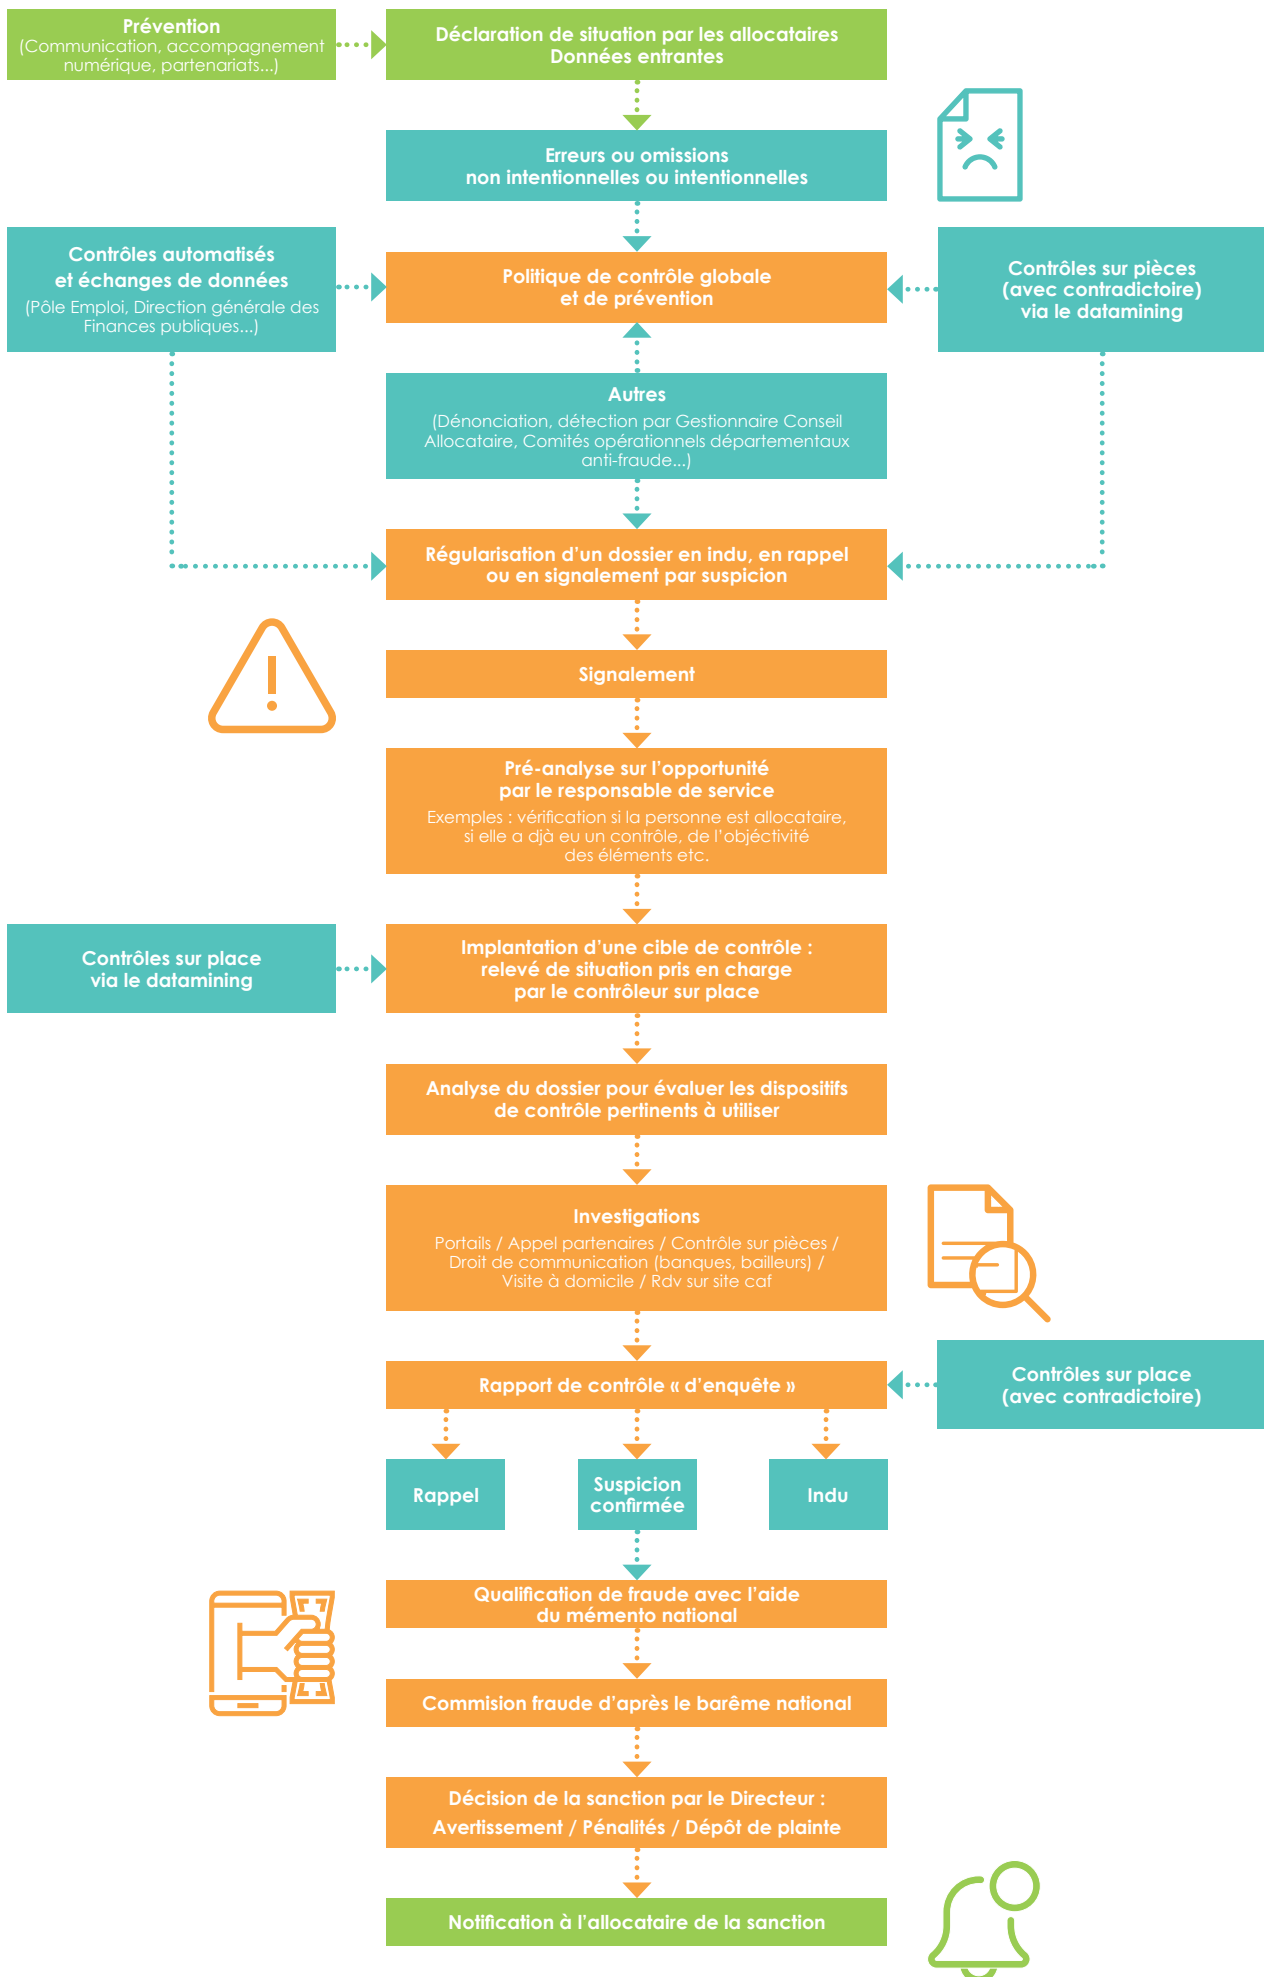 Prévention
(Communication, accompagnement
numérique, partenariats...)
Déclaration de situation par les allocataires
Données entrantes
Erreurs ou omissions
non intentionnelles ou intentionnelles
Contrôles automatisés
et échanges de données
(Pôle Emploi, Direction générale des
Finances publiques...)
Politique de contrôle globale
et de prévention
Contrôles sur pièces
(avec contradictoire)
via le datamining
Autres
(Dénonciation, détection par Gestionnaire Conseil
Allocataire, Comités opérationnels départementaux
anti-fraude...)
Régularisation d'un dossier en indu, en rappel
ou en signalement par suspicion
Signalement
Pré-analyse sur l'opportunité
par le responsable de service
Exemples : vérification si la personne est allocataire,
si elle a djà eu un contrôle, de l'objéctivité
des éléments etc.
Contrôles sur place
via le datamining
Implantation d'une cible de contrôle :
relevé de situation pris en charge
par le contrôleur sur place
Analyse du dossier pour évaluer les dispositifs
de contrôle pertinents à utiliser
Investigations
Portails / Appel partenaires / Contrôle sur pièces /
Droit de communication (banques, bailleurs) /
Visite à domicile / Rdv sur site caf
Rapport de contrôle « d'enquête »
Contrôles sur place
(avec contradictoire)
Rappel
Suspicion
confirmée
Indu
Qualification de fraude avec l'aide
du mémento national
Commision fraude d'après le barême national
Décision de la sanction par le Directeur :
Avertissement / Pénalités / Dépôt de plainte
Notification à l'allocataire de la sanction